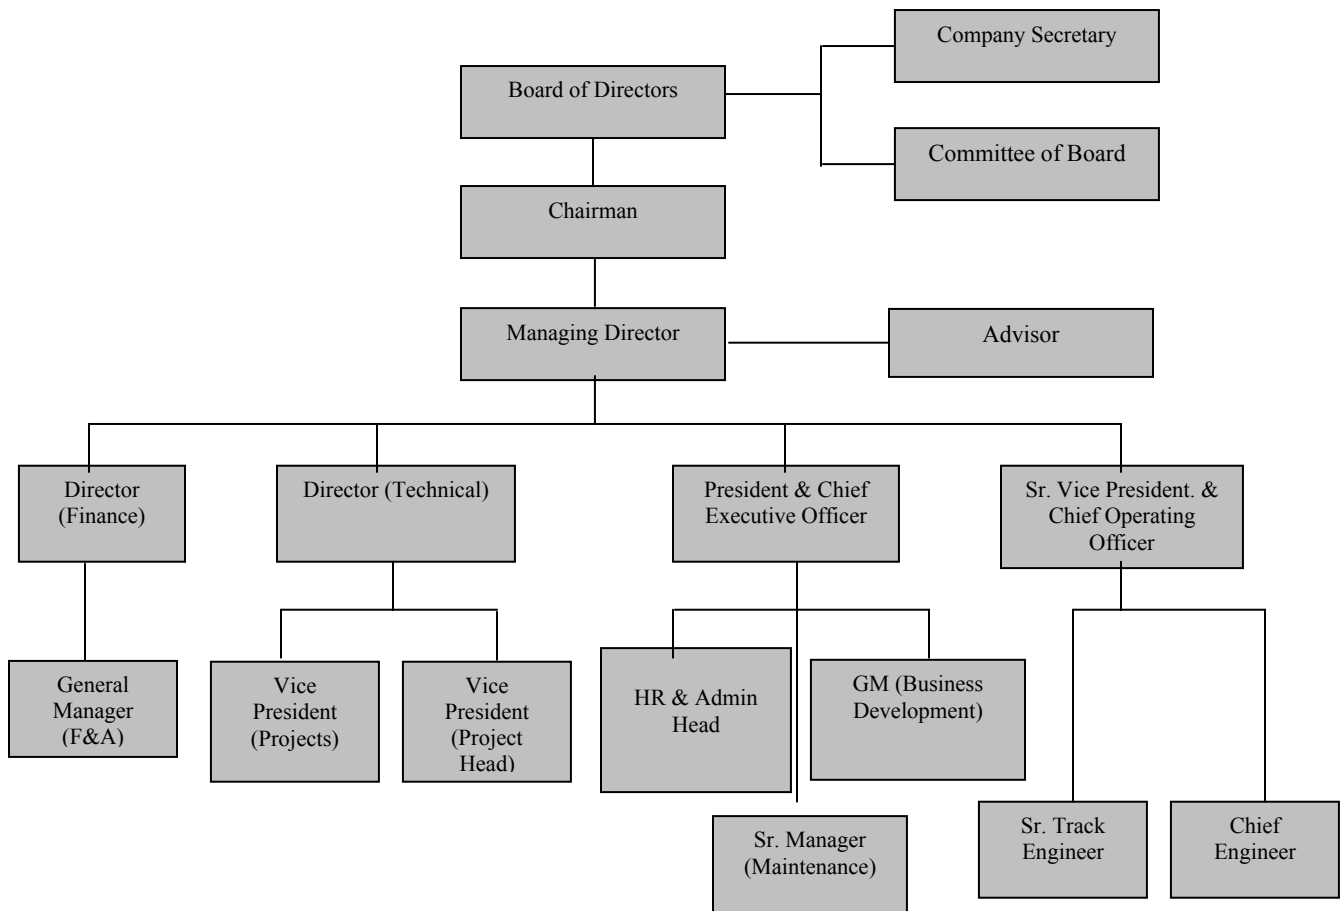 Company Secretary
Board of Directors
Committee of Board
Chairman
Managing Director
Advisor
Director
(Finance)
Director (Technical)
President & Chief
Executive Officer
Sr. Vice President. &
Chief Operating
Officer
General
Manager
(F&A)
Vice
President
(Projects)
Vice
President
(Project
Head)
HR & Admin
Head
GM (Business
Development)
Sr. Manager
(Maintenance)
Sr. Track
Engineer
Chief
Engineer